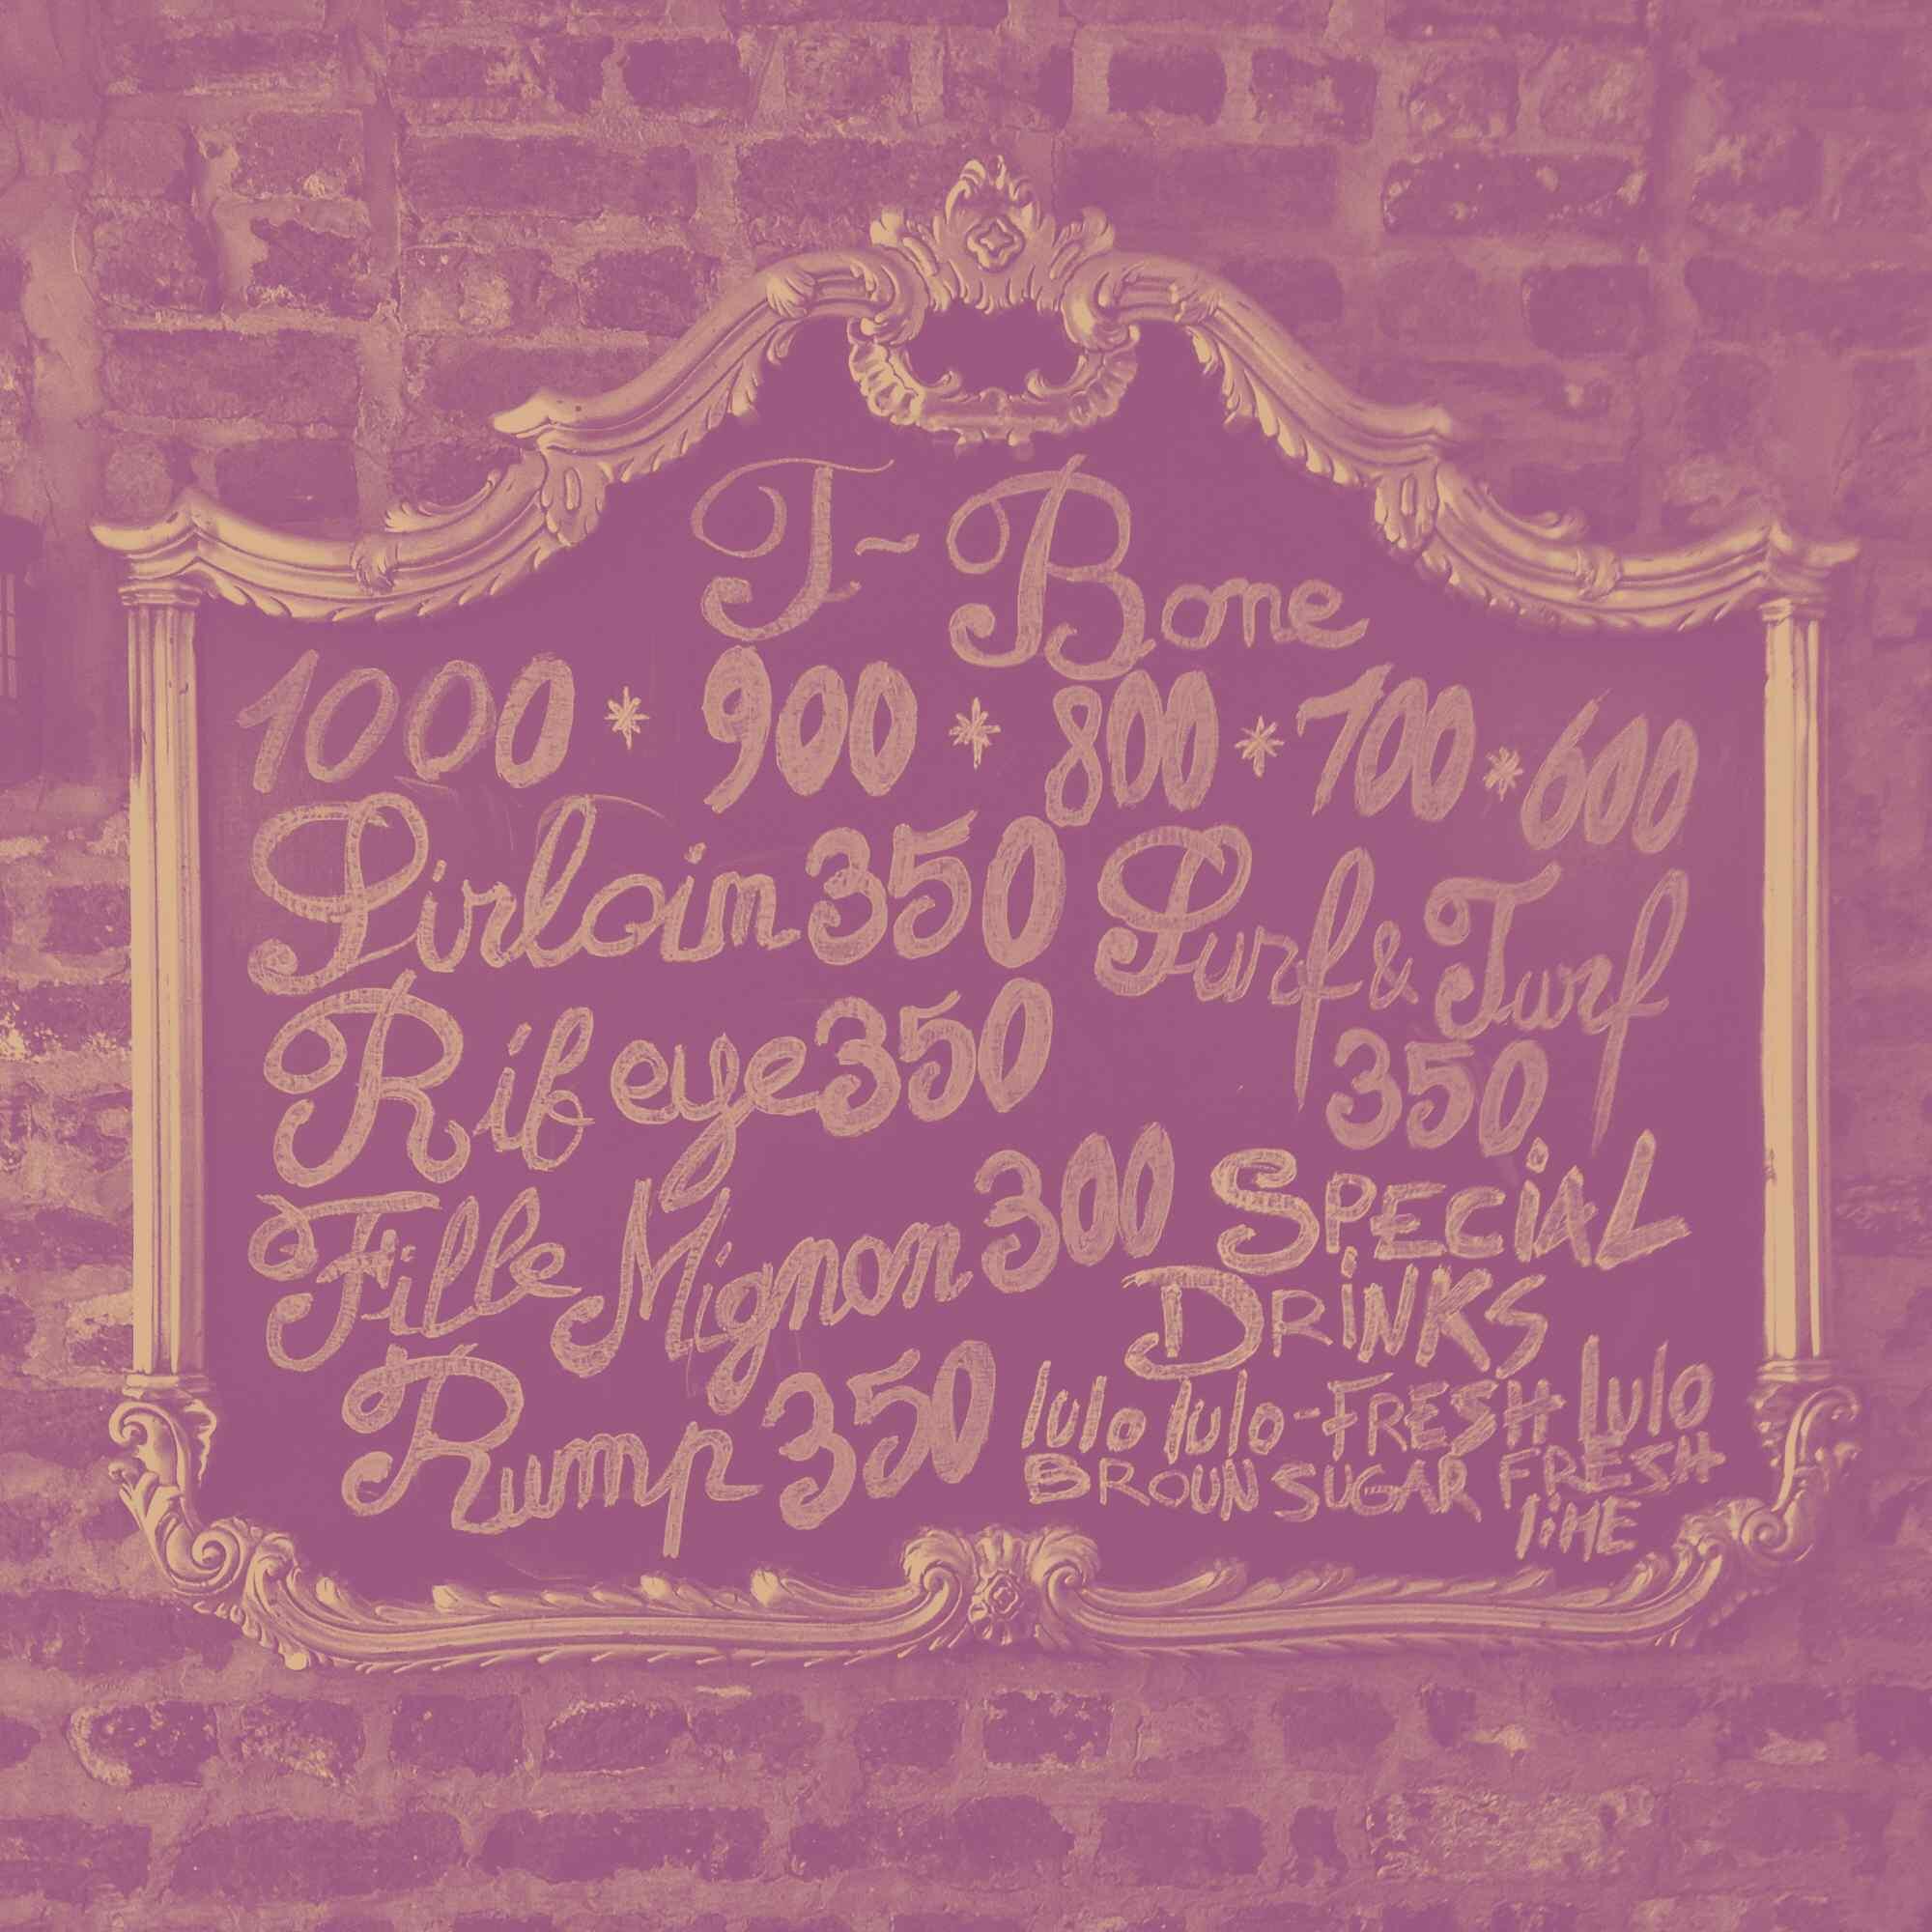 T-Bone
1000 * 900 * 800 * 700 * 600
Sirloin 350
Rib eye 350
Fille Mignon 300
Rump 350
Surf & Turf
350
SPECiAL
DRiNKS
lulo lulo-FRESH lulo
BROUN SUGAR FRESH
liME